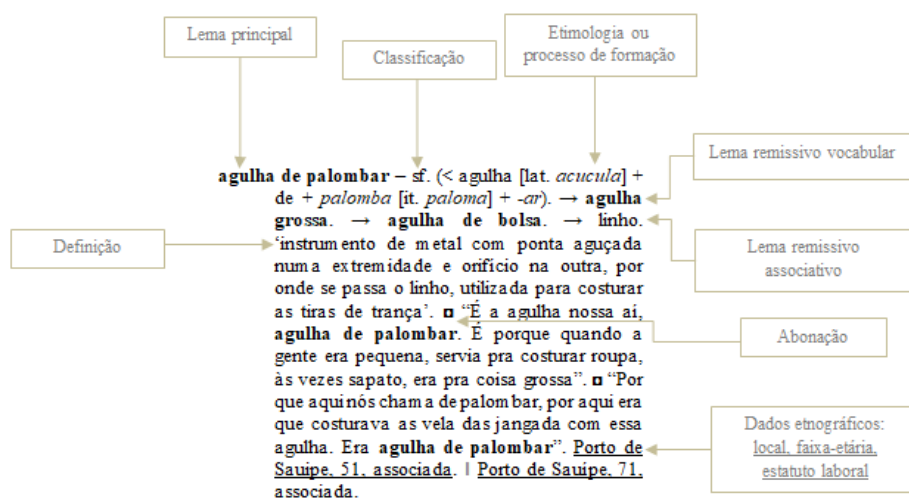 Lema principal
Classificação
Etimologia ou
processo de formação
agulha de palombar – sf. (< agulha [lat. acucula] +
de + palomba [it. paloma] + -ar). → agulha
grossa. → agulha de bolsa. → linho.
‘instrumento de metal com ponta aguçada
numa extremidade e orifício na outra, por
onde se passa o linho, utilizada para costurar
as tiras de trança’. ◘ “É a agulha nossa aí,
agulha de palombar. É porque quando a
gente era pequena, servia pra costurar roupa,
às vezes sapato, era pra coisa grossa”. ◘ “Por
que aqui nós chama de palombar, por aqui era
que costurava as vela das jangada com essa
agulha. Era agulha de palombar”. Porto de
Sauipe, 51, associada. | Porto de Sauipe, 71,
associada.
Definição
Lema remissivo vocabular
Lema remissivo
associativo
Abonação
Dados etnográficos:
local, faixa-etária,
estatuto laboral